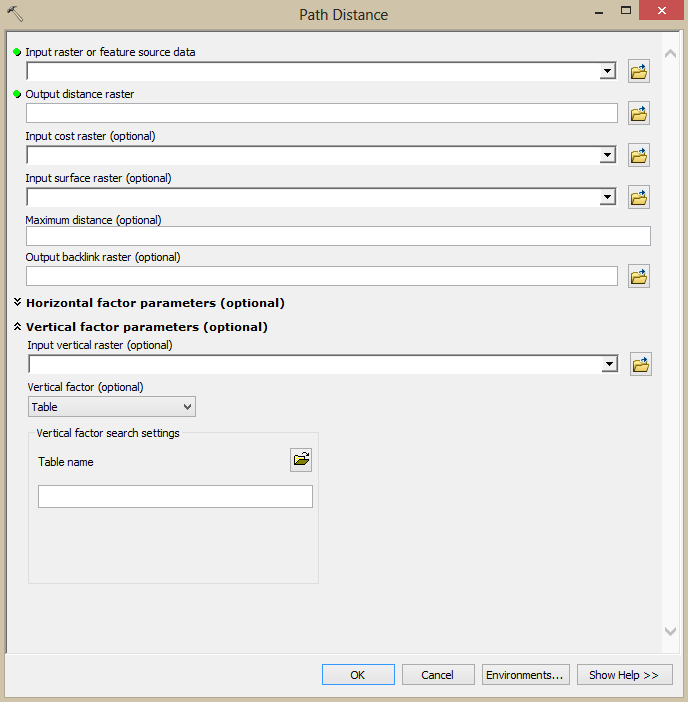 Path Distance
Input raster or feature source data
Output distance raster
Input cost raster (optional)
Input surface raster (optional)
Maximum distance (optional)
Output backlink raster (optional)
Horizontal factor parameters (optional)
Vertical factor parameters (optional)
Input vertical raster (optional)
Vertical factor (optional)
Table
Vertical factor search settings
Table name
OK Cancel Environments... Show Help >>